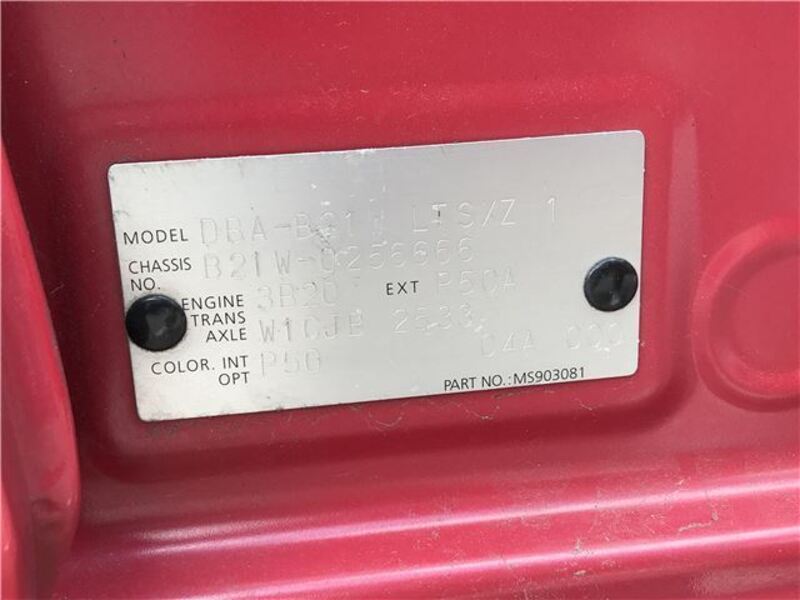 MODEL DBA-B21W LTS/Z 1
CHASSIS NO. B21W-0256666
ENGINE 3B20 EXT P50A
TRANS AXLE W1CJB 2533
C4A 000
COLOR. INT OPT P50
PART NO.:MS903081